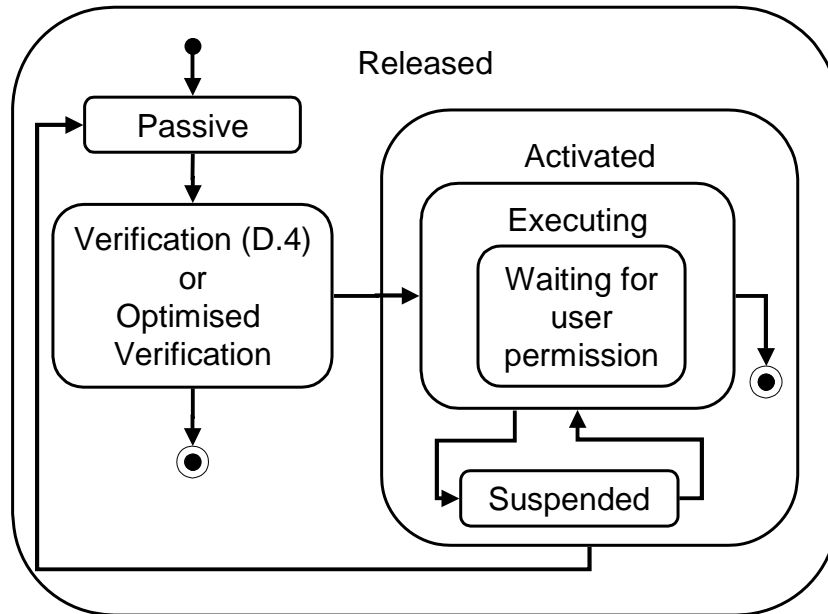 Released
Passive
Verification (D.4)
or
Optimised
Verification
Activated
Executing
Waiting for
user
permission
Suspended